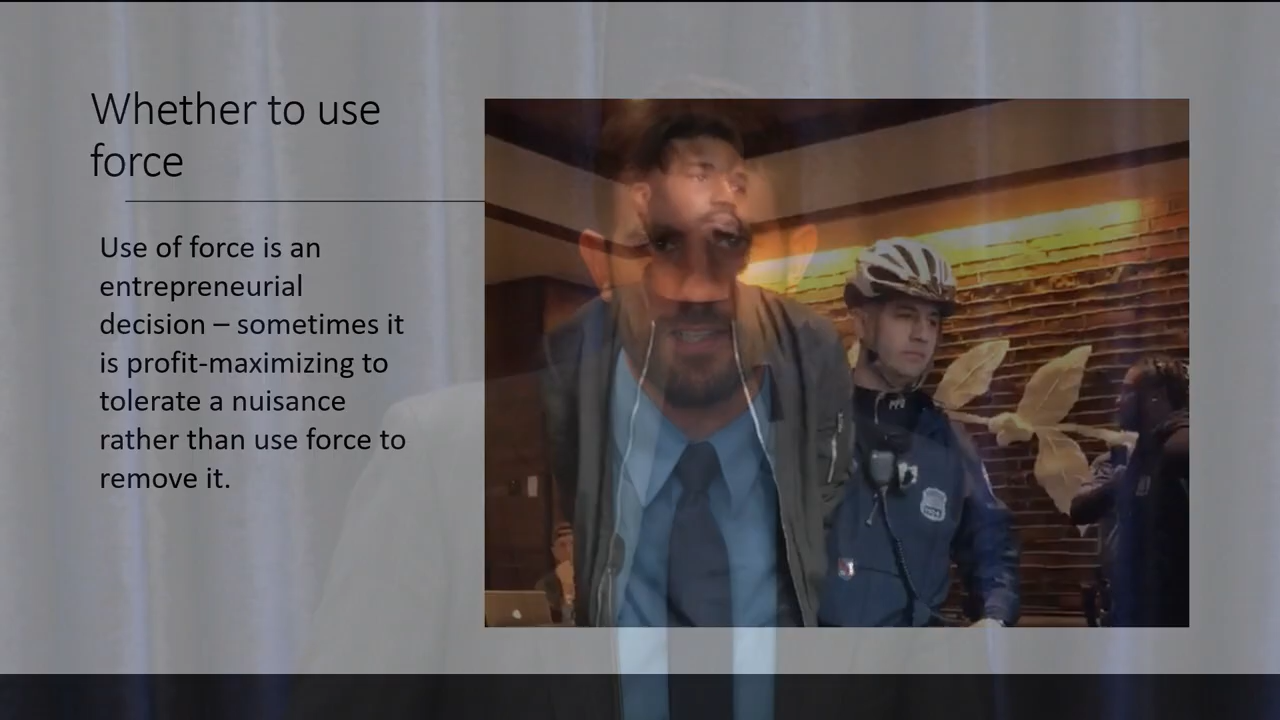 Whether to use
force
Use of force is an
entrepreneurial
decision – sometimes it
is profit-maximizing to
tolerate a nuisance
rather than use force to
remove it.